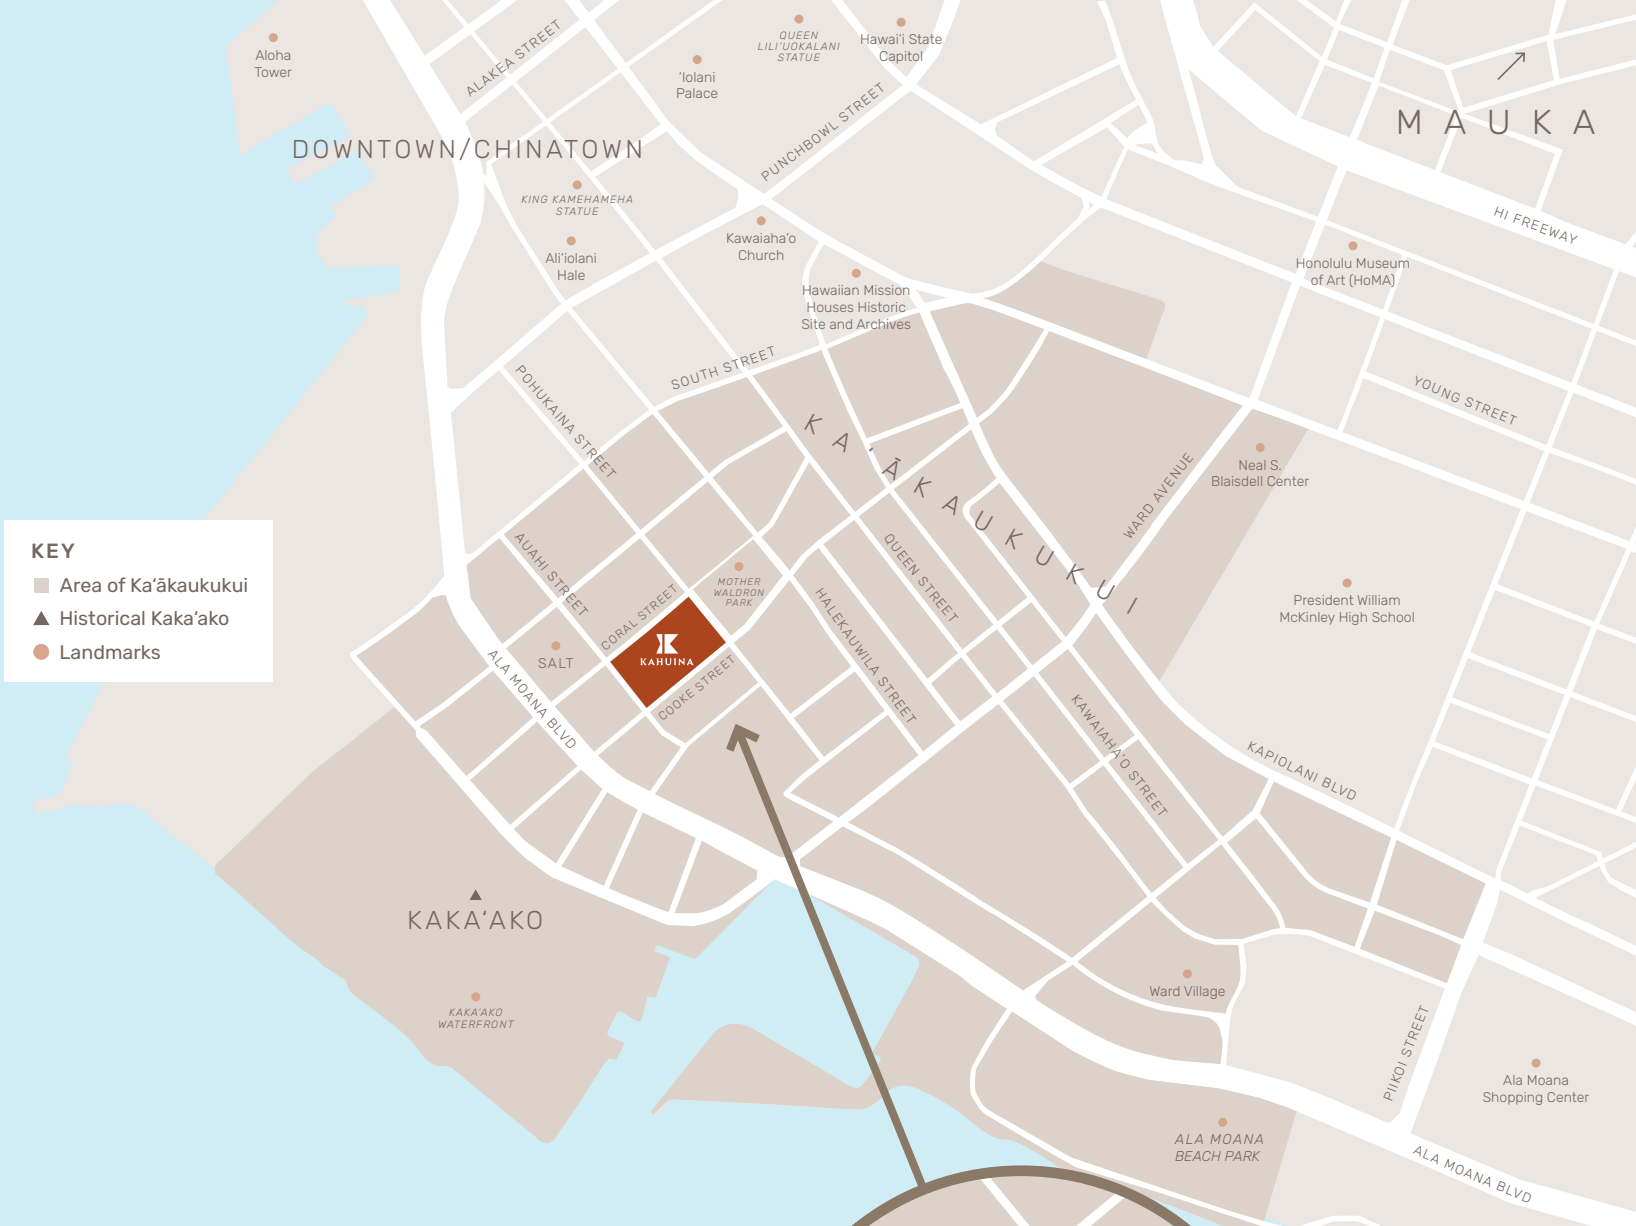 Aloha
Tower
ALAKEA STREET
QUEEN
LILI‘UOKALANI
STATUE
Hawai‘i State
Capitol
‘Iolani
Palace
PUNCHBOWL STREET
MAUKA
DOWNTOWN/CHINATOWN
KING KAMEHAMEHA
STATUE
Ali‘iolani
Hale
Kawaiaha‘o
Church
HI FREEWAY
Honolulu Museum
of Art (HoMA)
Hawaiian Mission
Houses Historic
Site and Archives
SOUTH STREET
POHUKAINA STREET
YOUNG STREET
KA‘ĀKAUKUKUI
WARD AVENUE
Neal S.
Blaisdell Center
KEY
Area of Ka‘ākaukukui
Historical Kaka‘ako
Landmarks
AUAHI STREET
QUEEN STREET
MOTHER
WALDRON
PARK
CORAL STREET
HALEKAUWILA STREET
President William
McKinley High School
KAHUINA
SALT
COOKE STREET
ALA MOANA BLVD
KAWAIAHA‘O STREET
KAPIOLANI BLVD
KAKA‘AKO
KAKA‘AKO
WATERFRONT
Ward Village
PIIKOI STREET
Ala Moana
Shopping Center
ALA MOANA
BEACH PARK
ALA MOANA BLVD